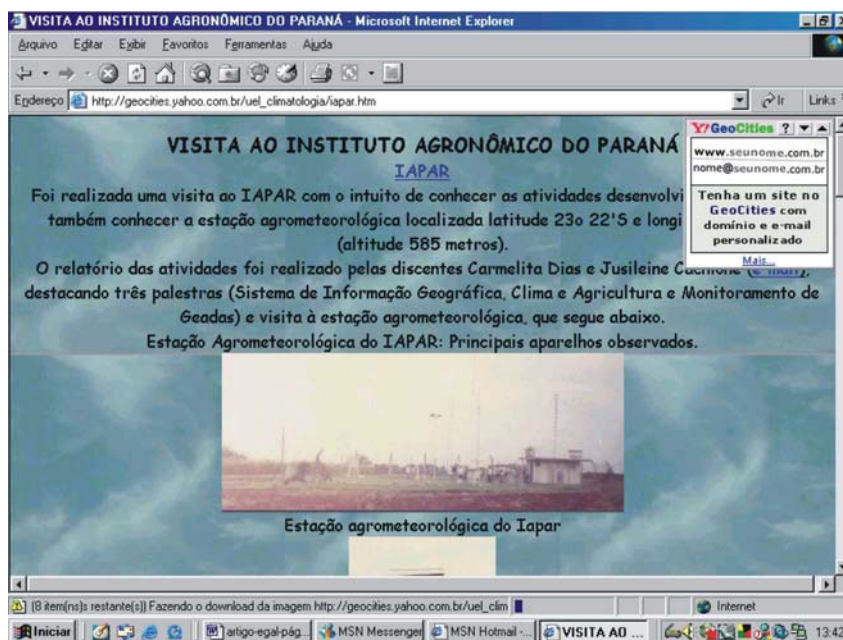 VISITA AO INSTITUTO AGRONÔMICO DO PARANÁ - Microsoft Internet Explorer
Arquivo Editar Exibir Favoritos Ferramentas Ajuda
Endereço http://geocities.yahoo.com.br/uel_climatologia/iapar.htm Ir Links
Y! GeoCities ?
www.seunome.com.br
nome@seunome.com.br
Tenha um site no
GeoCities com
domínio e e-mail
personalizado
Mais...
VISITA AO INSTITUTO AGRONÔMICO DO PARANÁ
IAPAR
Foi realizada uma visita ao IAPAR com o intuito de conhecer as atividades desenvolvi
também conhecer a estação agrometeorológica localizada latitude 23o 22'S e longi
(altitude 585 metros).
O relatório das atividades foi realizado pelas discentes Carmelita Dias e Jusileine
destacando três palestras (Sistema de Informação Geográfica, Clima e Agricultura e Monitoramento de
Geadas) e visita à estação agrometeorológica, que segue abaixo.
Estação Agrometeorológica do IAPAR: Principais aparelhos observados.
Estação agrometeorológica do Iapar
(8 item(ns)s restante(s)) Fazendo o download da imagem http://geocities.yahoo.com.br/uel_clim Internet
Iniciar artigo-egal-pág... MSN Messenger MSN Hotmail -... VISITA AO ... 13:42